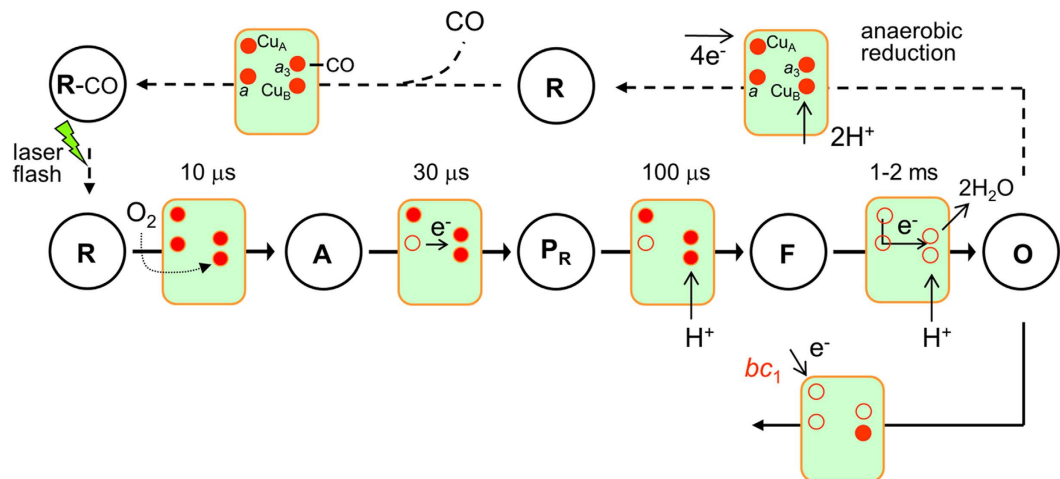 CO
Cu_A
a_3
CO
a
Cu_B
R-CO
R
4e-
Cu_A
a_3
a
Cu_B
2H+
anaerobic
reduction
laser
flash
10 μs
30 μs
100 μs
1-2 ms
2H2O
R
O2
A
e-
P_R
H+
F
e-
H+
O
bc1
e-